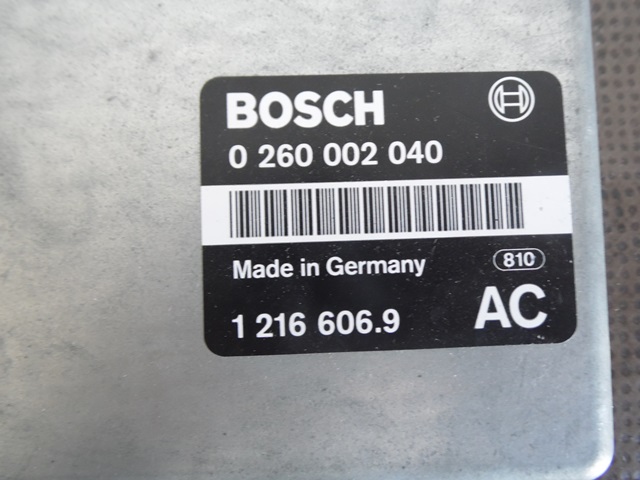 BOSCH
0 260 002 040
Made in Germany 810
1 216 606.9 AC